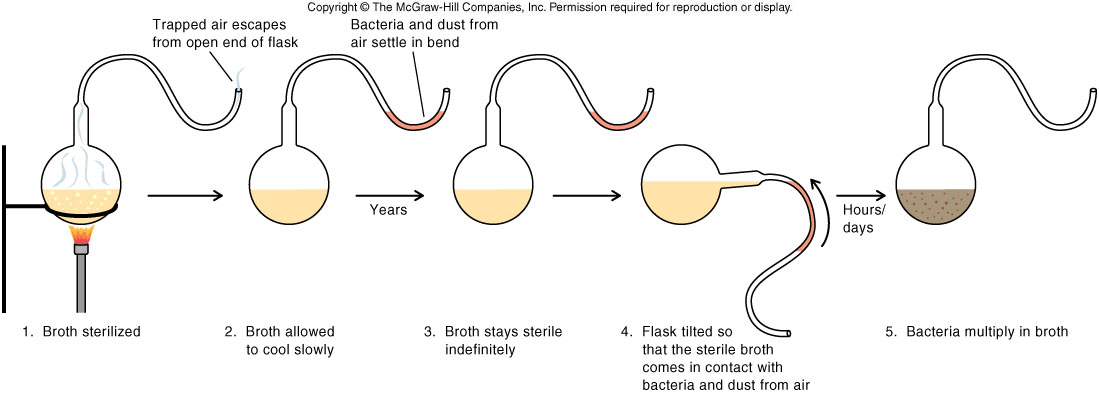 Copyright © The McGraw-Hill Companies, Inc. Permission required for reproduction or display.
Trapped air escapes
from open end of flask
Bacteria and dust from
air settle in bend
Years
Hours/
days
1. Broth sterilized
2. Broth allowed
to cool slowly
3. Broth stays sterile
indefinitely
4. Flask tilted so
that the sterile broth
comes in contact with
bacteria and dust from air
5. Bacteria multiply in broth